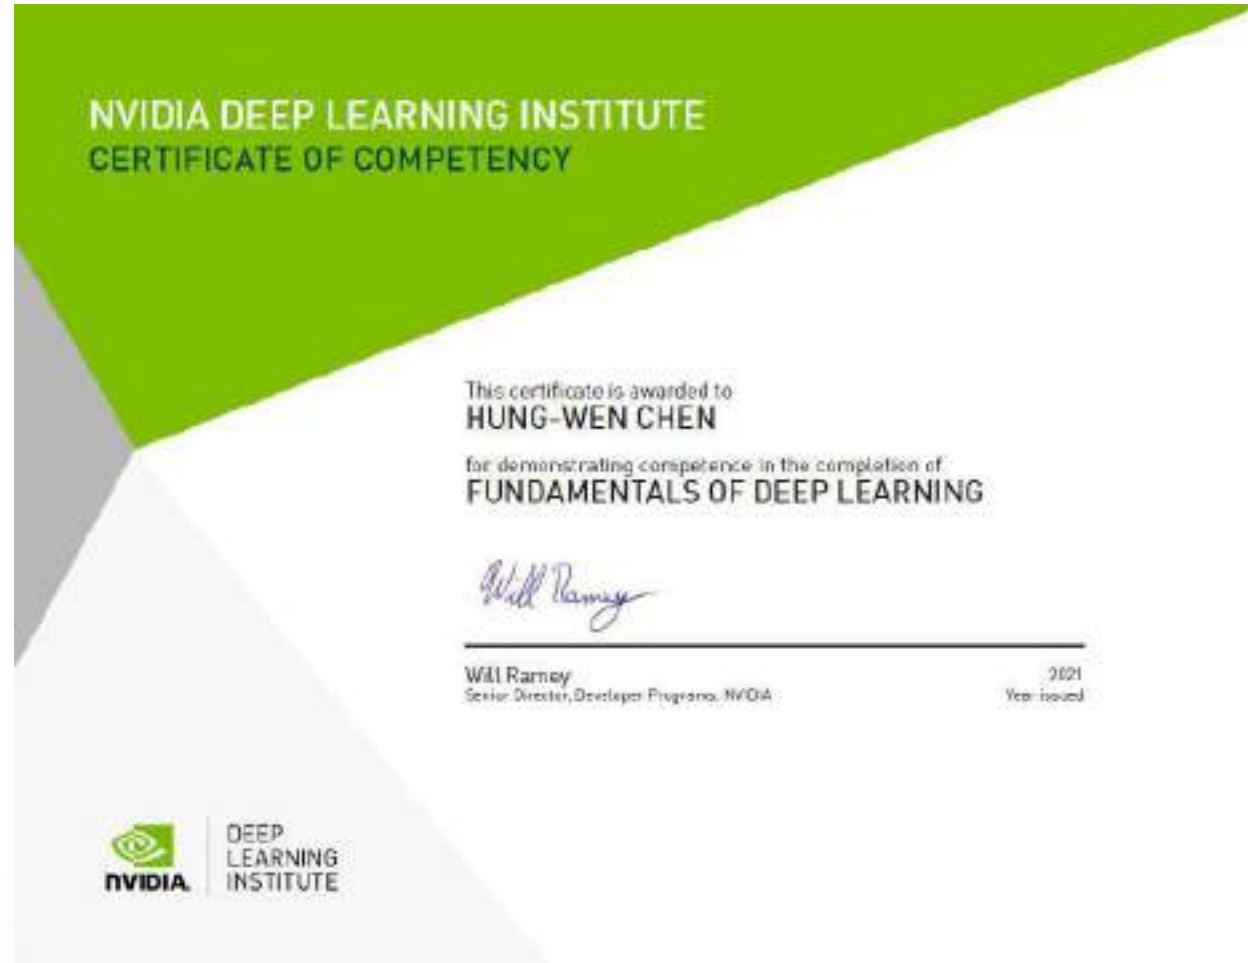 NVIDIA DEEP LEARNING INSTITUTE
CERTIFICATE OF COMPETENCY
This certificate is awarded to
HUNG-WEN CHEN
for demonstrating competence in the completion of
FUNDAMENTALS OF DEEP LEARNING
Will Ramey
Will Ramey
2021
Senior Director, Developer Programs, NVIDIA
Year issued
DEEP
LEARNING
NVIDIA.
INSTITUTE